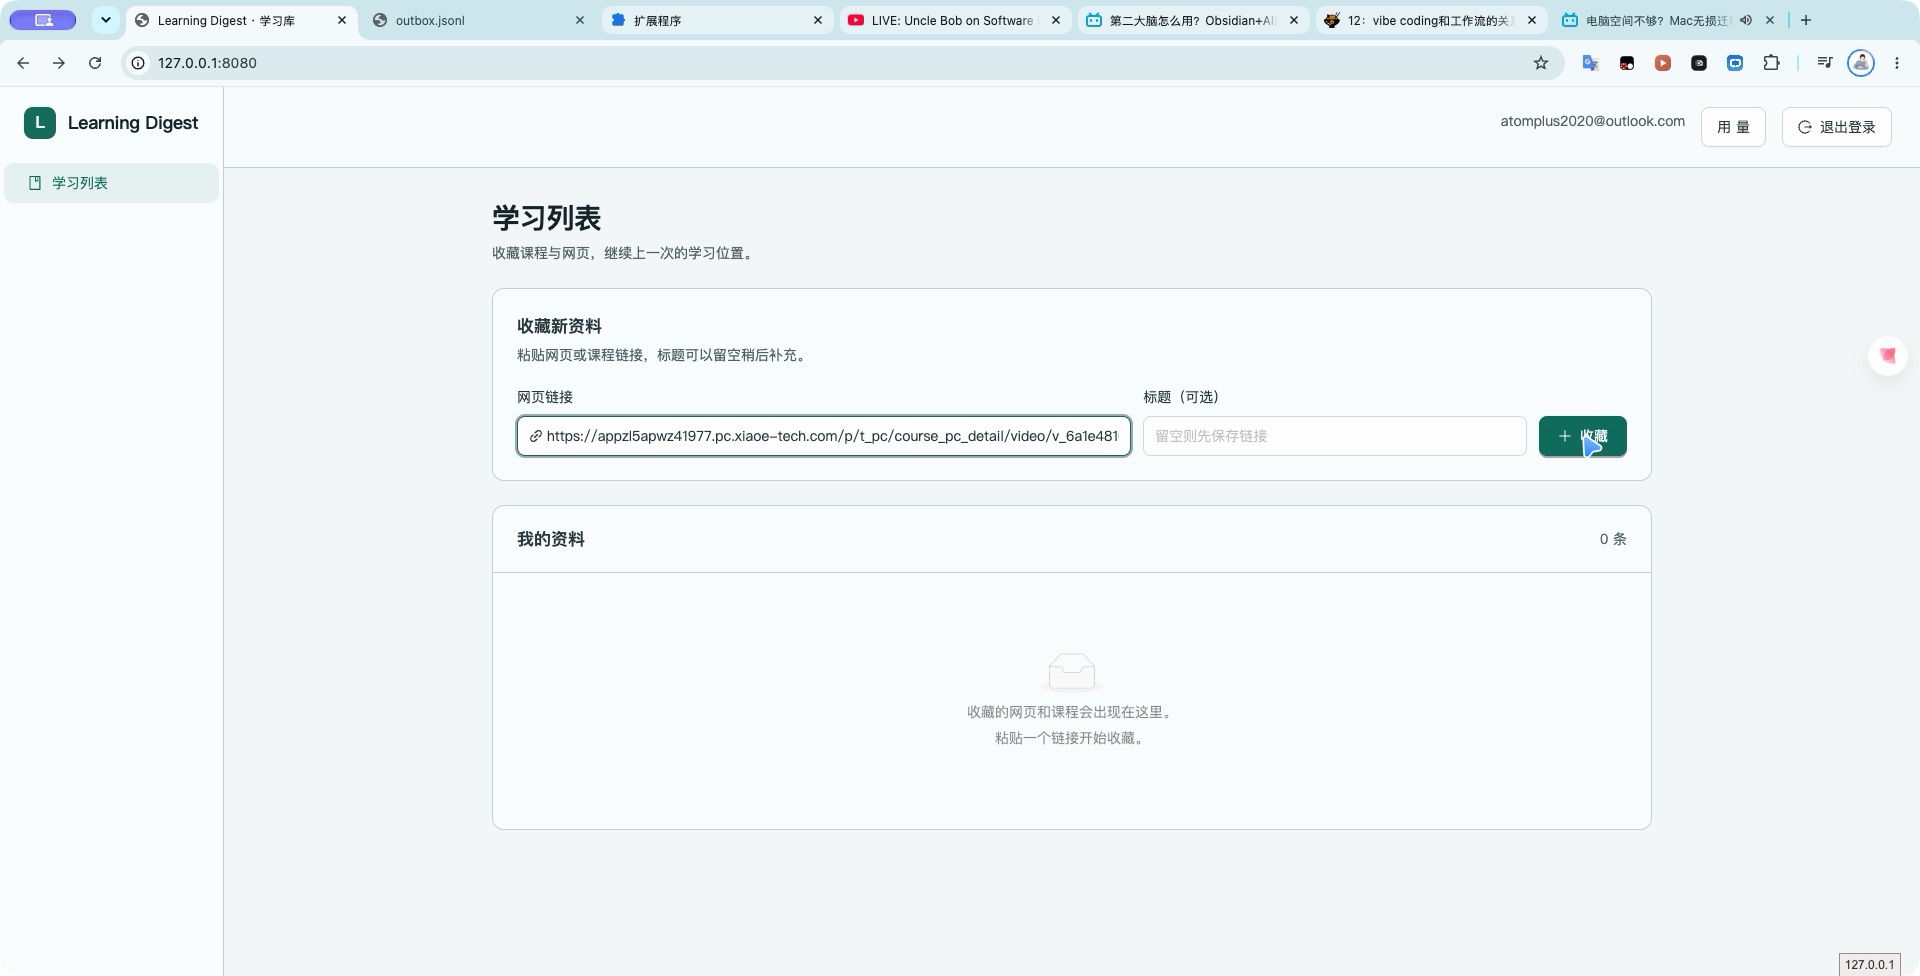 Learning Digest · 学习库
outbox.jsonl
扩展程序
LIVE: Uncle Bob on Software
第二大脑怎么用？Obsidian+AI
12：vibe coding和工作流的关
电脑空间不够？Mac无损迁
127.0.0.1:8080
L Learning Digest
atomplus2020@outlook.com
用 量
退出登录
学习列表
学习列表
收藏课程与网页，继续上一次的学习位置。
收藏新资料
粘贴网页或课程链接，标题可以留空稍后补充。
网页链接
标题（可选）
https://appzl5apwz41977.pc.xiaoe-tech.com/p/t_pc/course_pc_detail/video/v_6a1e481
留空则先保存链接
收藏
我的资料
0 条
收藏的网页和课程会出现在这里。
粘贴一个链接开始收藏。
127.0.0.1